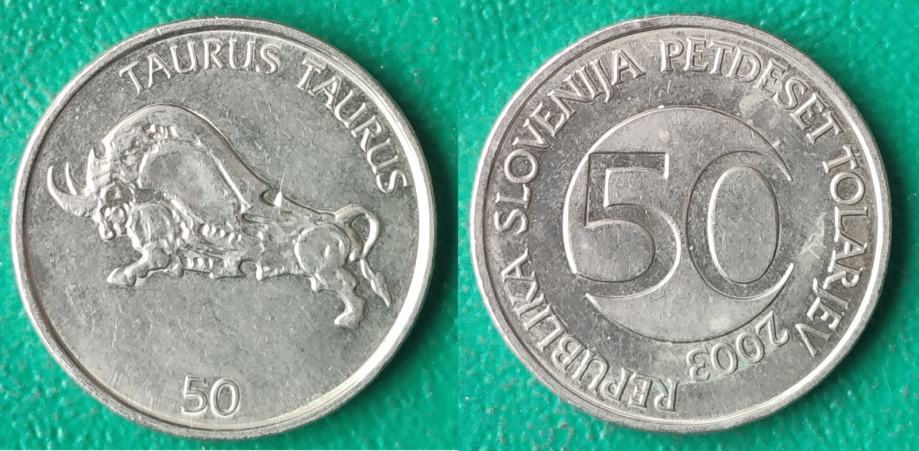 TAURUS TAURUS
50
REPUBLIKA SLOVENIJA PETDESET TOLARJEV 2003
50